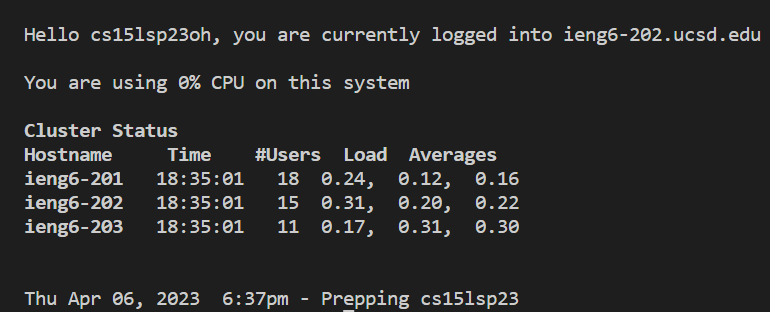 Hello cs15lsp23oh, you are currently logged into ieng6-202.ucsd.edu
You are using 0% CPU on this system
Cluster Status
Hostname Time #Users Load Averages
ieng6-201 18:35:01 18 0.24, 0.12, 0.16
ieng6-202 18:35:01 15 0.31, 0.20, 0.22
ieng6-203 18:35:01 11 0.17, 0.31, 0.30
Thu Apr 06, 2023 6:37pm - Prepping cs15lsp23